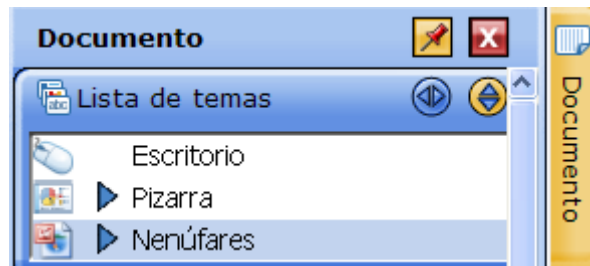 Documento
Lista de temas
Escritorio
Pizarra
Nenúfares
Documento